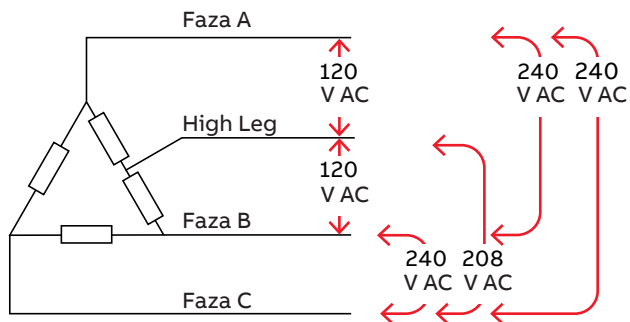 Faza A
120
V AC
240
V AC
240
V AC
High Leg
120
V AC
Faza B
240
V AC
208
V AC
Faza C